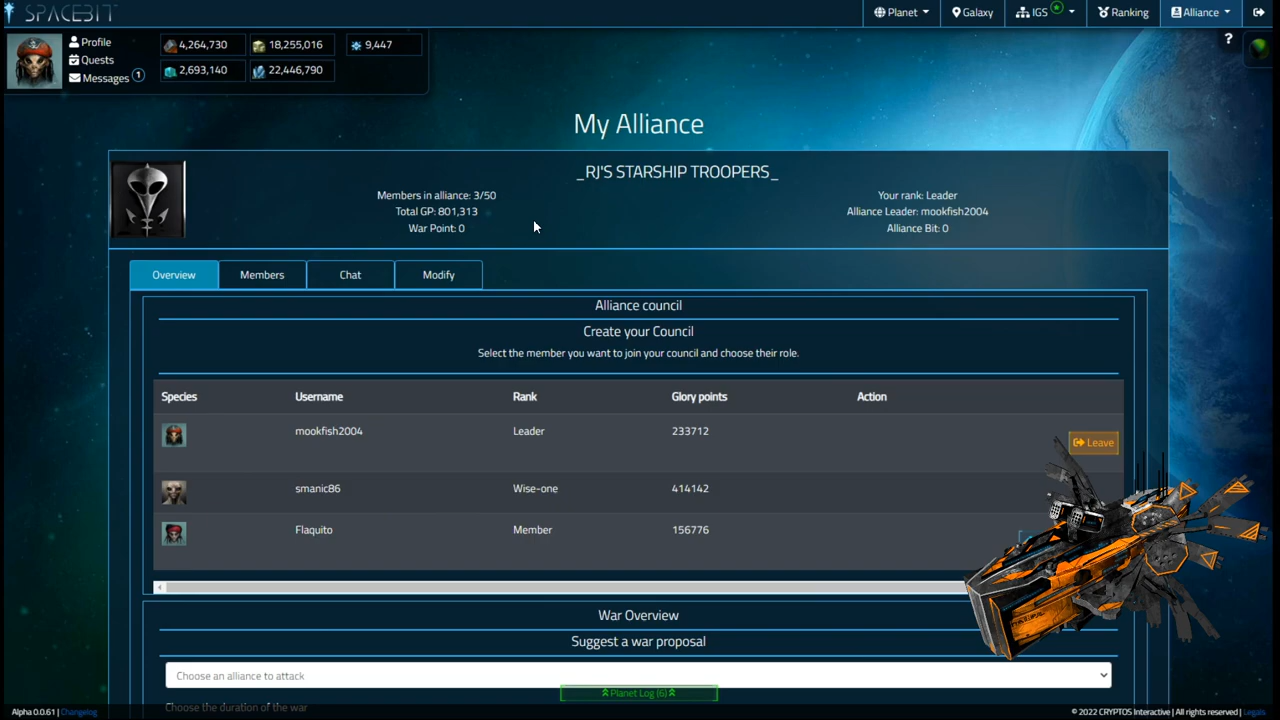 SPACEBIT
Planet
Galaxy
IGS
Ranking
Alliance
Profile
Quests
Messages 1
4,264,730
18,255,016
9,447
2,693,140
22,446,790
?
My Alliance
_RJ'S STARSHIP TROOPERS_
Members in alliance: 3/50
Total GP: 801,313
War Point: 0
Your rank: Leader
Alliance Leader: mookfish2004
Alliance Bit: 0
Overview
Members
Chat
Modify
Alliance council
Create your Council
Select the member you want to join your council and choose their role.
Species Username Rank Glory points Action
mookfish2004 Leader 233712
Leave
smanic86 Wise-one 414142
Flaquito Member 156776
War Overview
Suggest a war proposal
Choose an alliance to attack
Planet Log (6)
Choose the duration of the war
Alpha 0.0.61 | Changelog
© 2022 CRYPTOS Interactive | All rights reserved | Legals